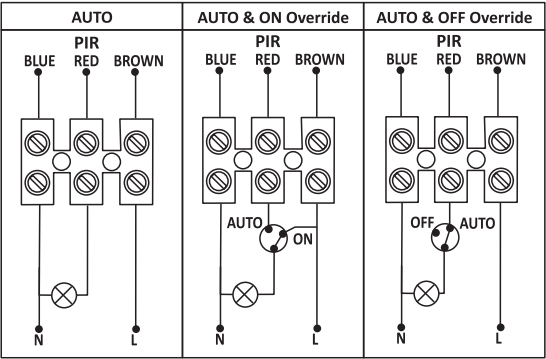 AUTO
PIR
BLUE RED BROWN
N L
AUTO & ON Override
PIR
BLUE RED BROWN
AUTO
ON
N L
AUTO & OFF Override
PIR
BLUE RED BROWN
OFF AUTO
N L